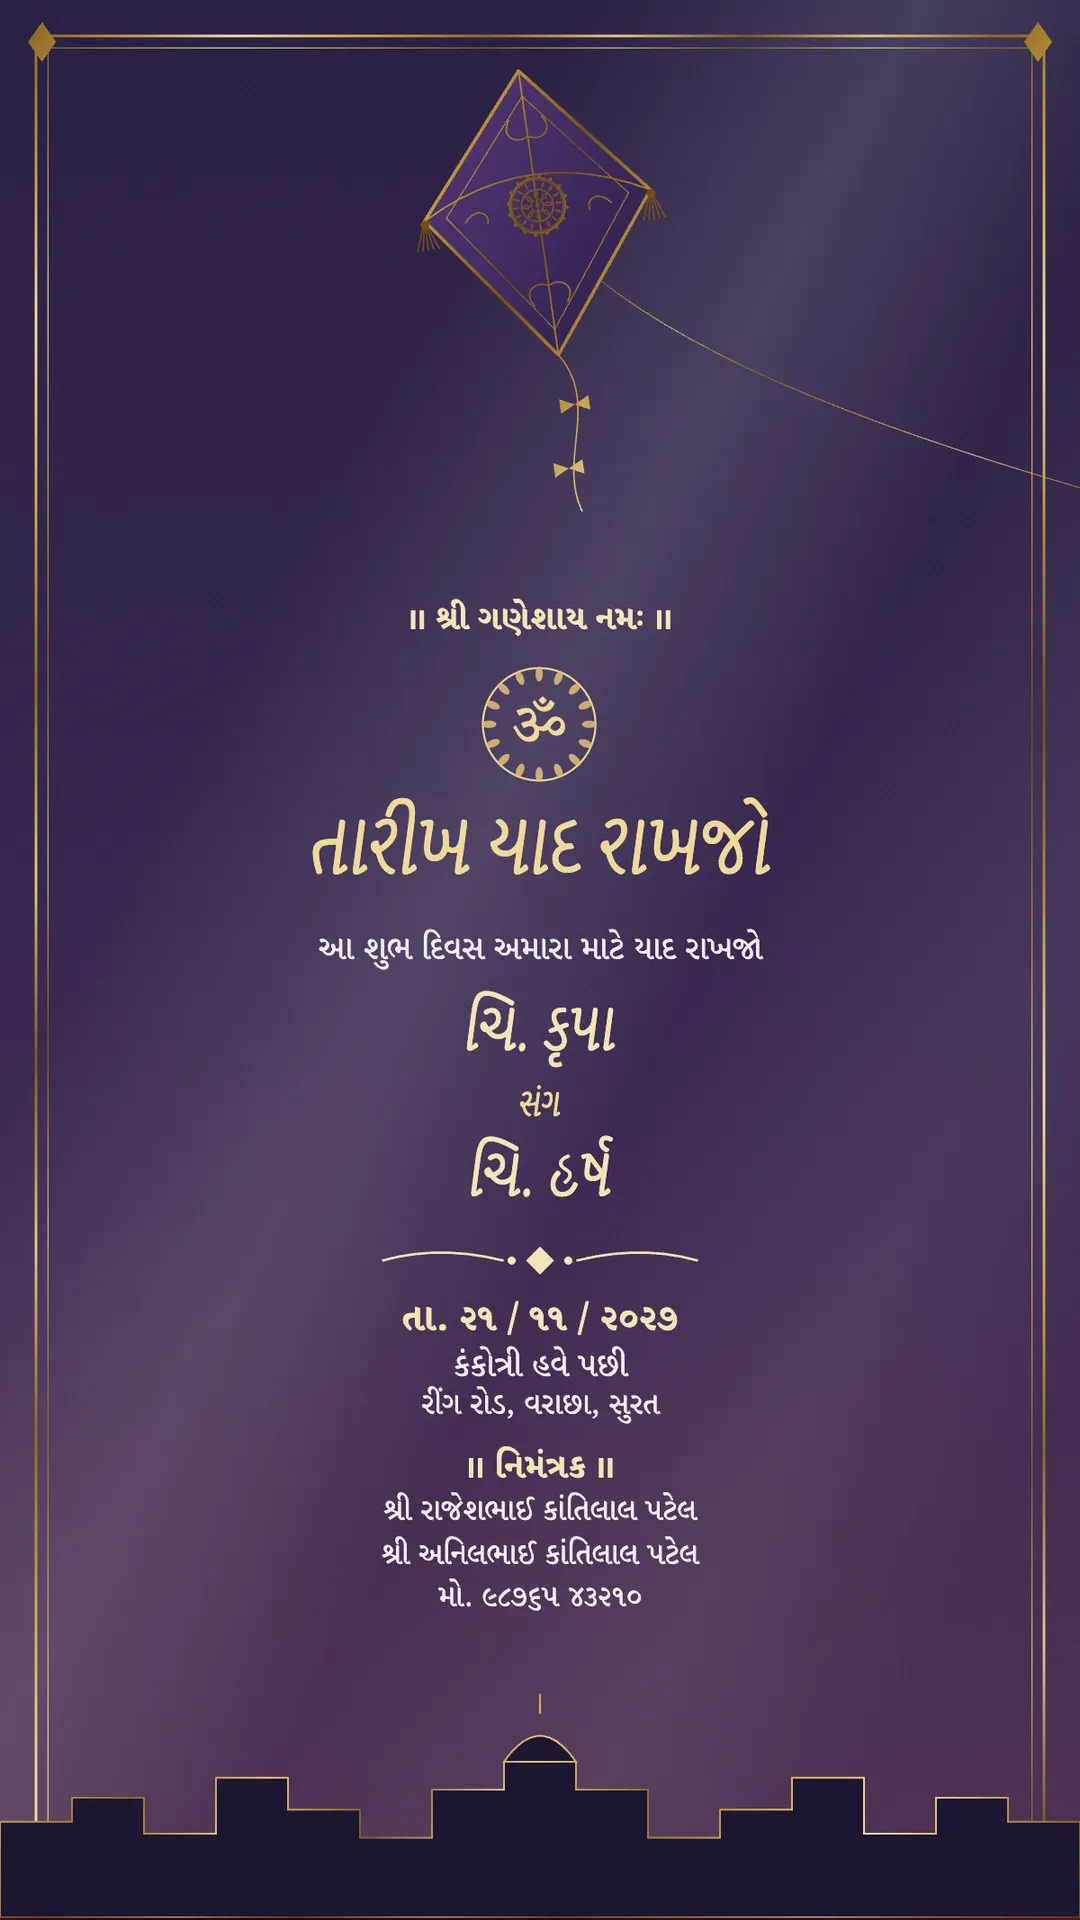 ॥ શ્રી ગણેશાય નમઃ ॥
ૐ
તારીખ યાદ રાખજો
આ શુભ દિવસ અમારા માટે યાદ રાખજો
ચિ. કૃપા
સંગ
ચિ. હર્ષ
તા. ૨૧ / ૧૧ / ૨૦૨૭
કંકોત્રી હવે પછી
રીંગ રોડ, વરાછા, સુરત
॥ નિમંત્રક ॥
શ્રી રાજેશભાઈ કાંતિલાલ પટેલ
શ્રી અનિલભાઈ કાંતિલાલ પટેલ
મો. ૯૮૭૬૫ ૪૩૨૧૦